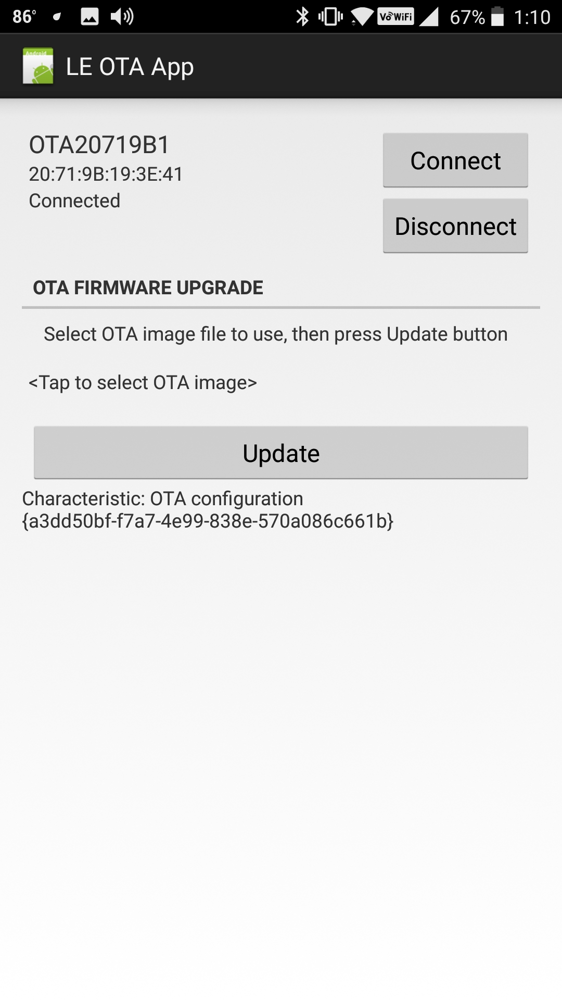 86° VoWiFi 67% 1:10
Android
LE OTA App
OTA20719B1
20:71:9B:19:3E:41
Connected
Connect
Disconnect
OTA FIRMWARE UPGRADE
Select OTA image file to use, then press Update button
<Tap to select OTA image>
Update
Characteristic: OTA configuration
{a3dd50bf-f7a7-4e99-838e-570a086c661b}